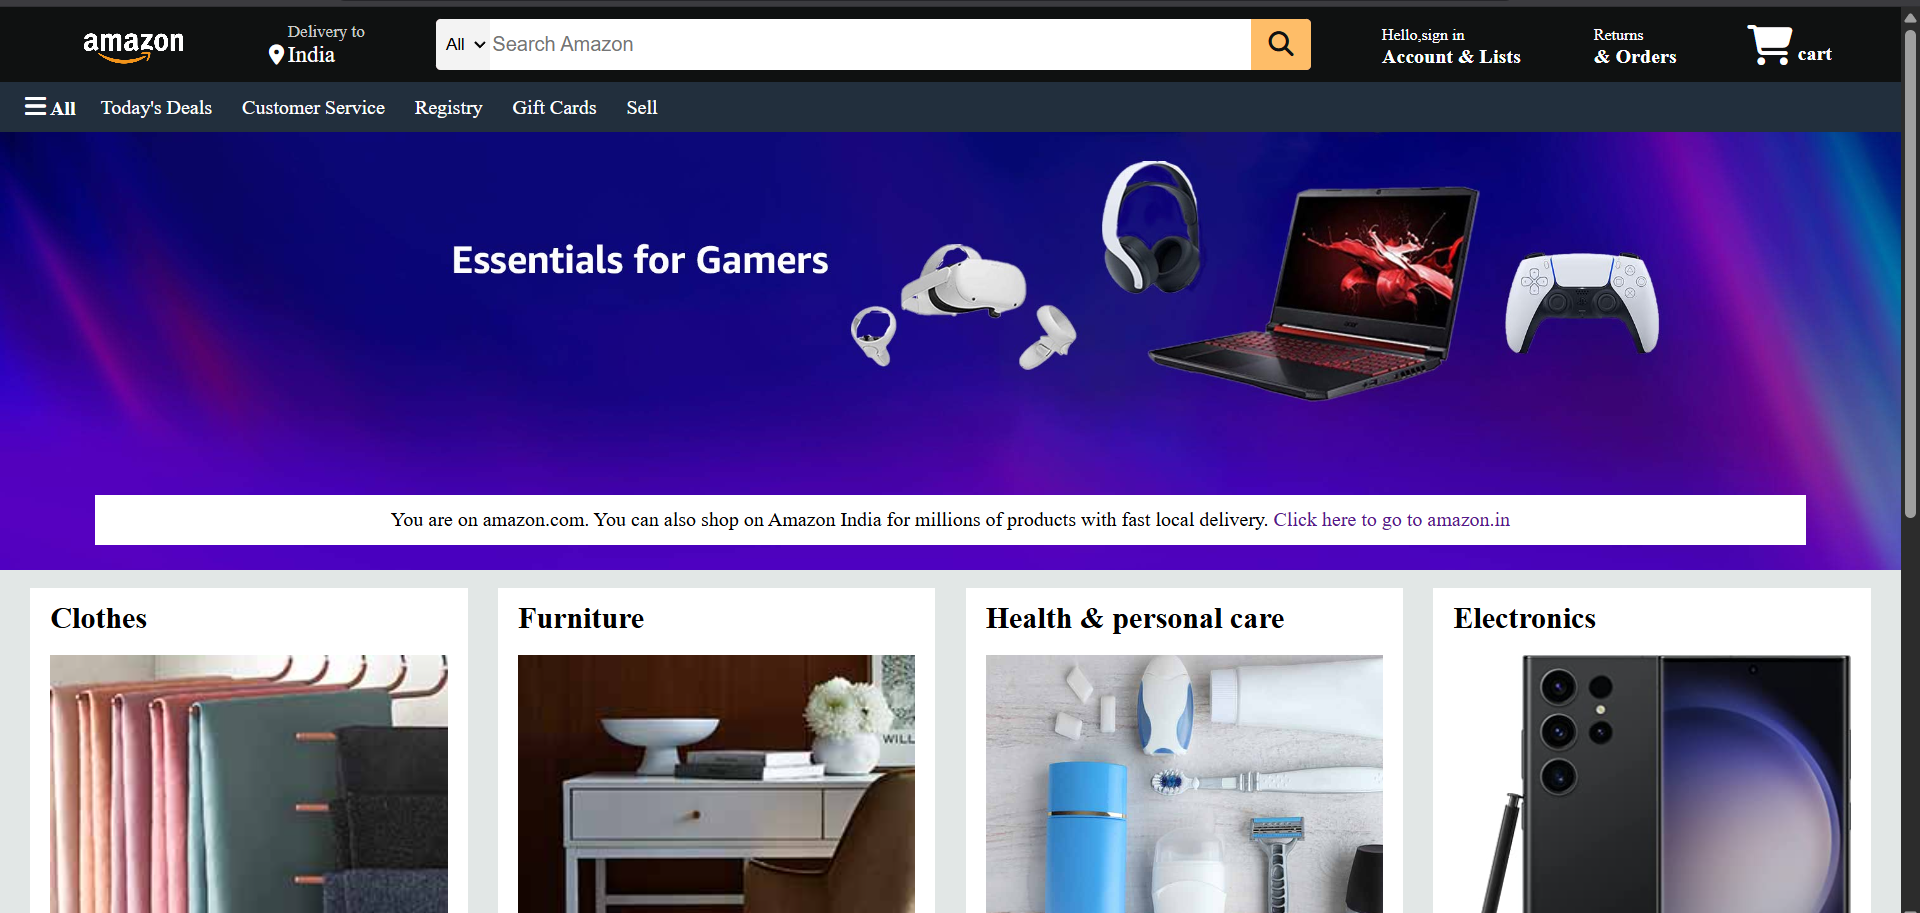 amazon
Delivery to
India
All
Search Amazon
Hello,sign in
Account & Lists
Returns
& Orders
cart
All
Today's Deals
Customer Service
Registry
Gift Cards
Sell
Essentials for Gamers
You are on amazon.com. You can also shop on Amazon India for millions of products with fast local delivery. Click here to go to amazon.in
Clothes
Furniture
Health & personal care
Electronics
WILL